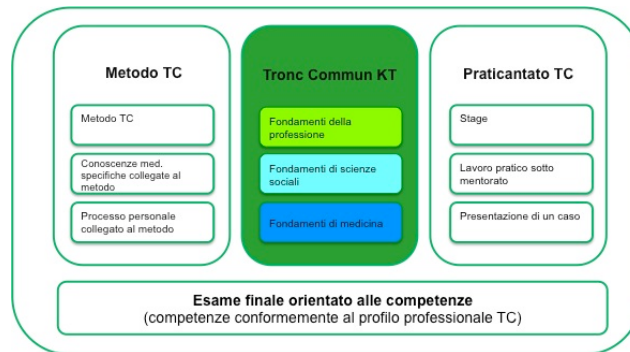 Metodo TC
Metodo TC
Conoscenze med.
specifiche collegate al
metodo
Processo personale
collegato al metodo
Tronc Commun KT
Fondamenti della
professione
Fondamenti di scienze
sociali
Fondamenti di medicina
Praticantato TC
Stage
Lavoro pratico sotto
mentorato
Presentazione di un caso
Esame finale orientato alle competenze
(competenze conformemente al profilo professionale TC)